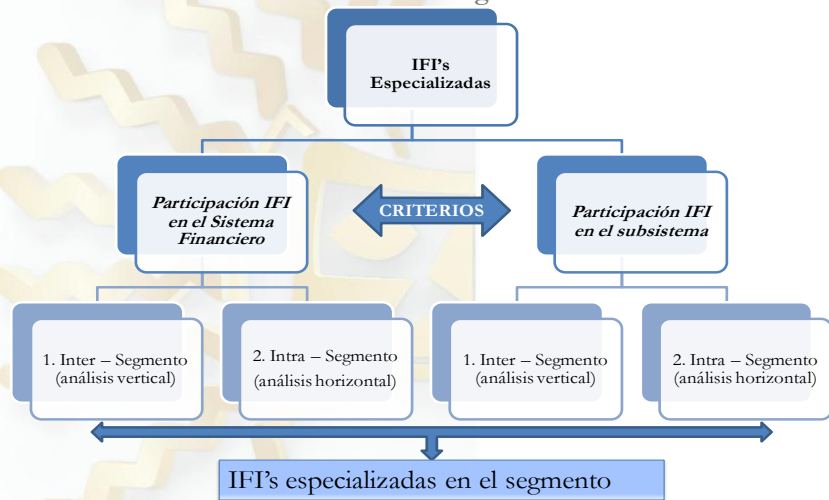 IFI's
Especializadas
Participación IFI
en el Sistema
Financiero
CRITERIOS
Participación IFI
en el subsistema
1. Inter – Segmento
(análisis vertical)
2. Intra – Segmento
(análisis horizontal)
1. Inter – Segmento
(análisis vertical)
2. Intra – Segmento
(análisis horizontal)
IFI's especializadas en el segmento